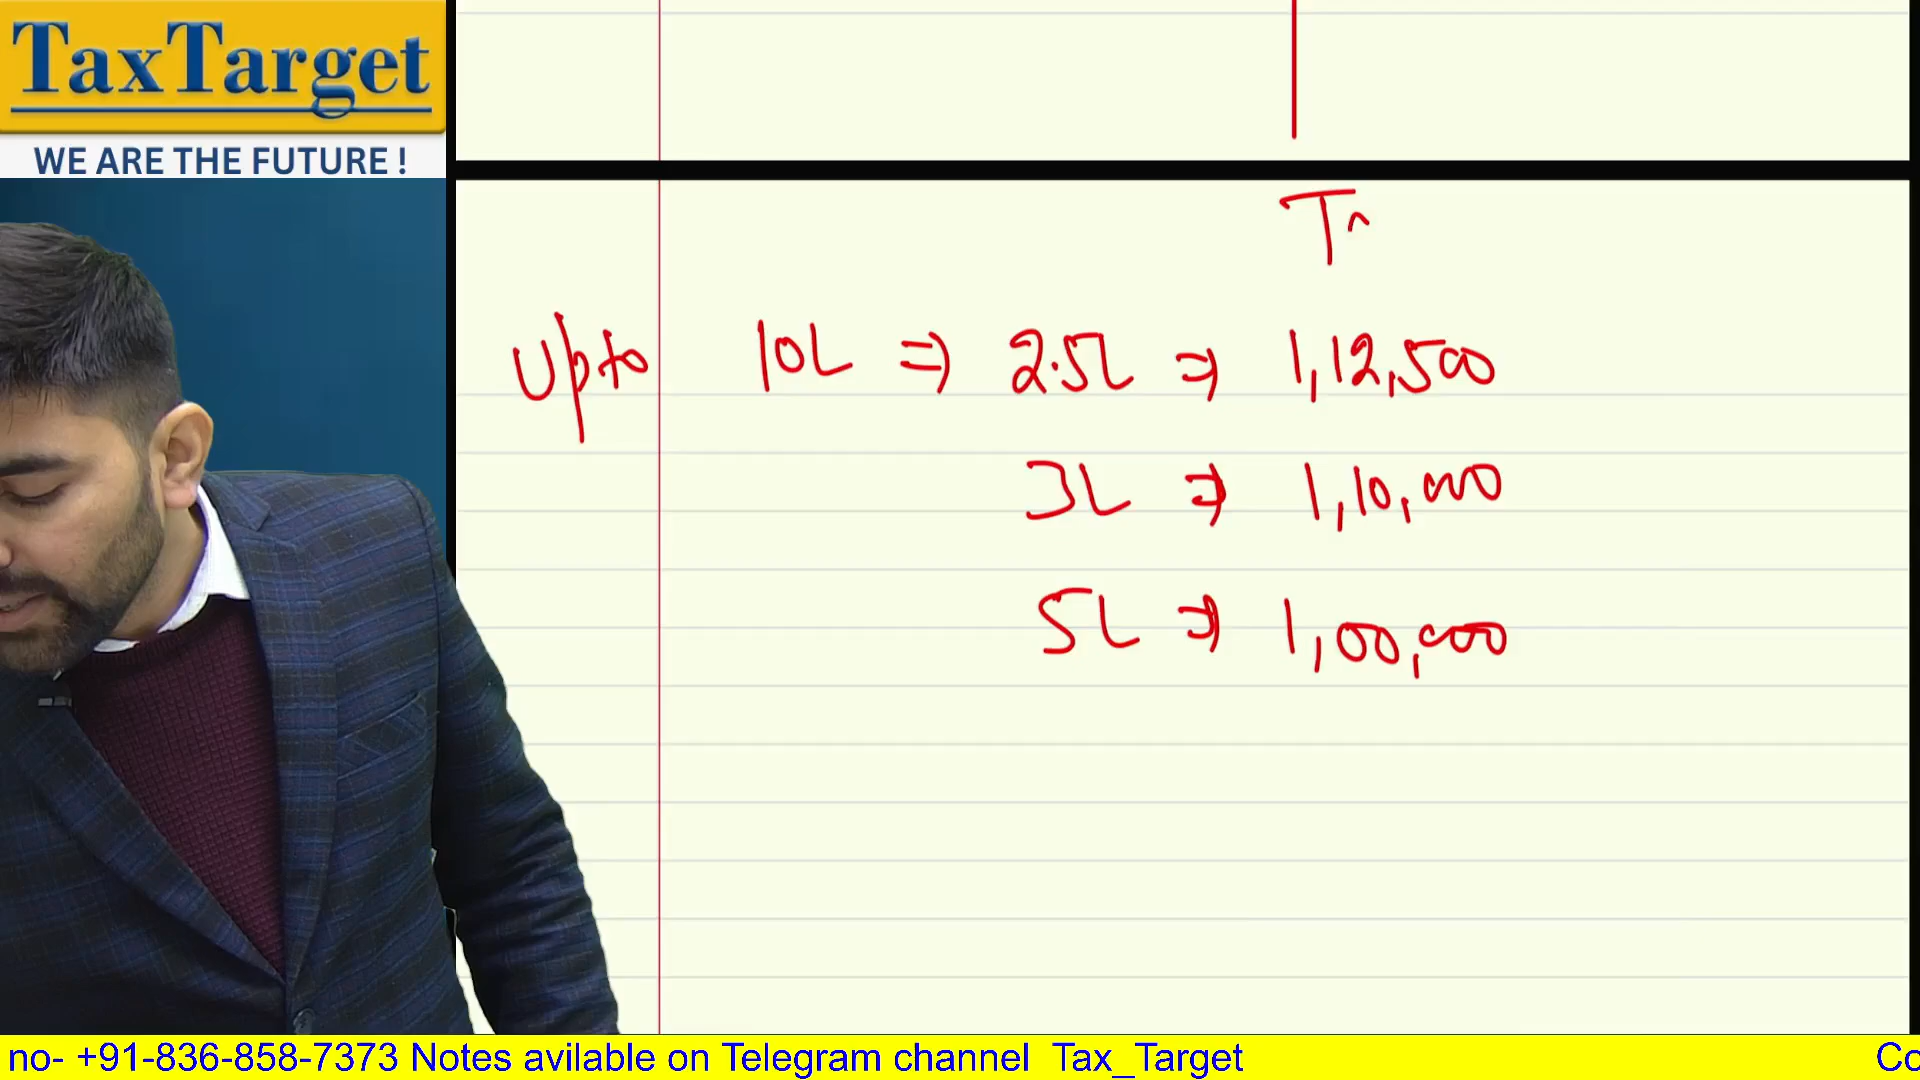 TaxTarget
WE ARE THE FUTURE !
Upto 10L ⇒ 2.5L ⇒ 1,12,500
3L ⇒ 1,10,000
5L ⇒ 1,00,000
no- +91-836-858-7373 Notes avilable on Telegram channel Tax_Target Co